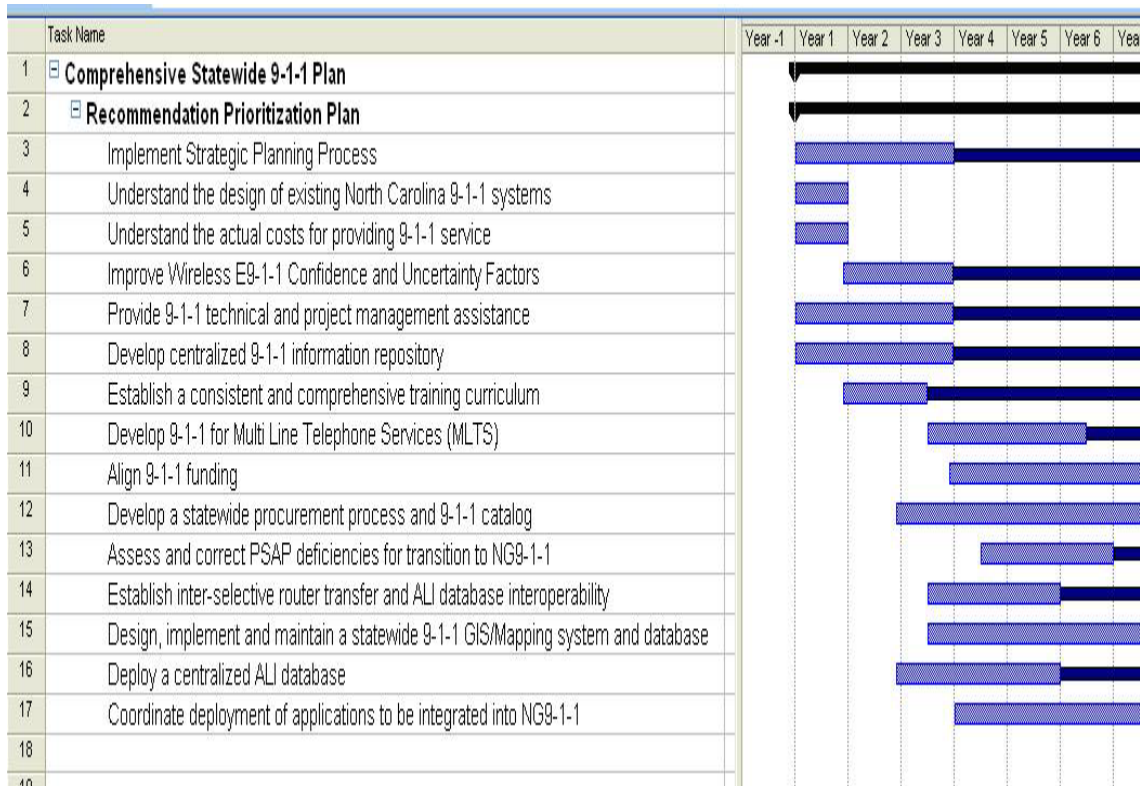 Task Name Year -1 Year 1 Year 2 Year 3 Year 4 Year 5 Year 6 Yea
1 Comprehensive Statewide 9-1-1 Plan
2 Recommendation Prioritization Plan
3 Implement Strategic Planning Process
4 Understand the design of existing North Carolina 9-1-1 systems
5 Understand the actual costs for providing 9-1-1 service
6 Improve Wireless E9-1-1 Confidence and Uncertainty Factors
7 Provide 9-1-1 technical and project management assistance
8 Develop centralized 9-1-1 information repository
9 Establish a consistent and comprehensive training curriculum
10 Develop 9-1-1 for Multi Line Telephone Services (MLTS)
11 Align 9-1-1 funding
12 Develop a statewide procurement process and 9-1-1 catalog
13 Assess and correct PSAP deficiencies for transition to NG9-1-1
14 Establish inter-selective router transfer and ALI database interoperability
15 Design, implement and maintain a statewide 9-1-1 GIS/Mapping system and database
16 Deploy a centralized ALI database
17 Coordinate deployment of applications to be integrated into NG9-1-1
18